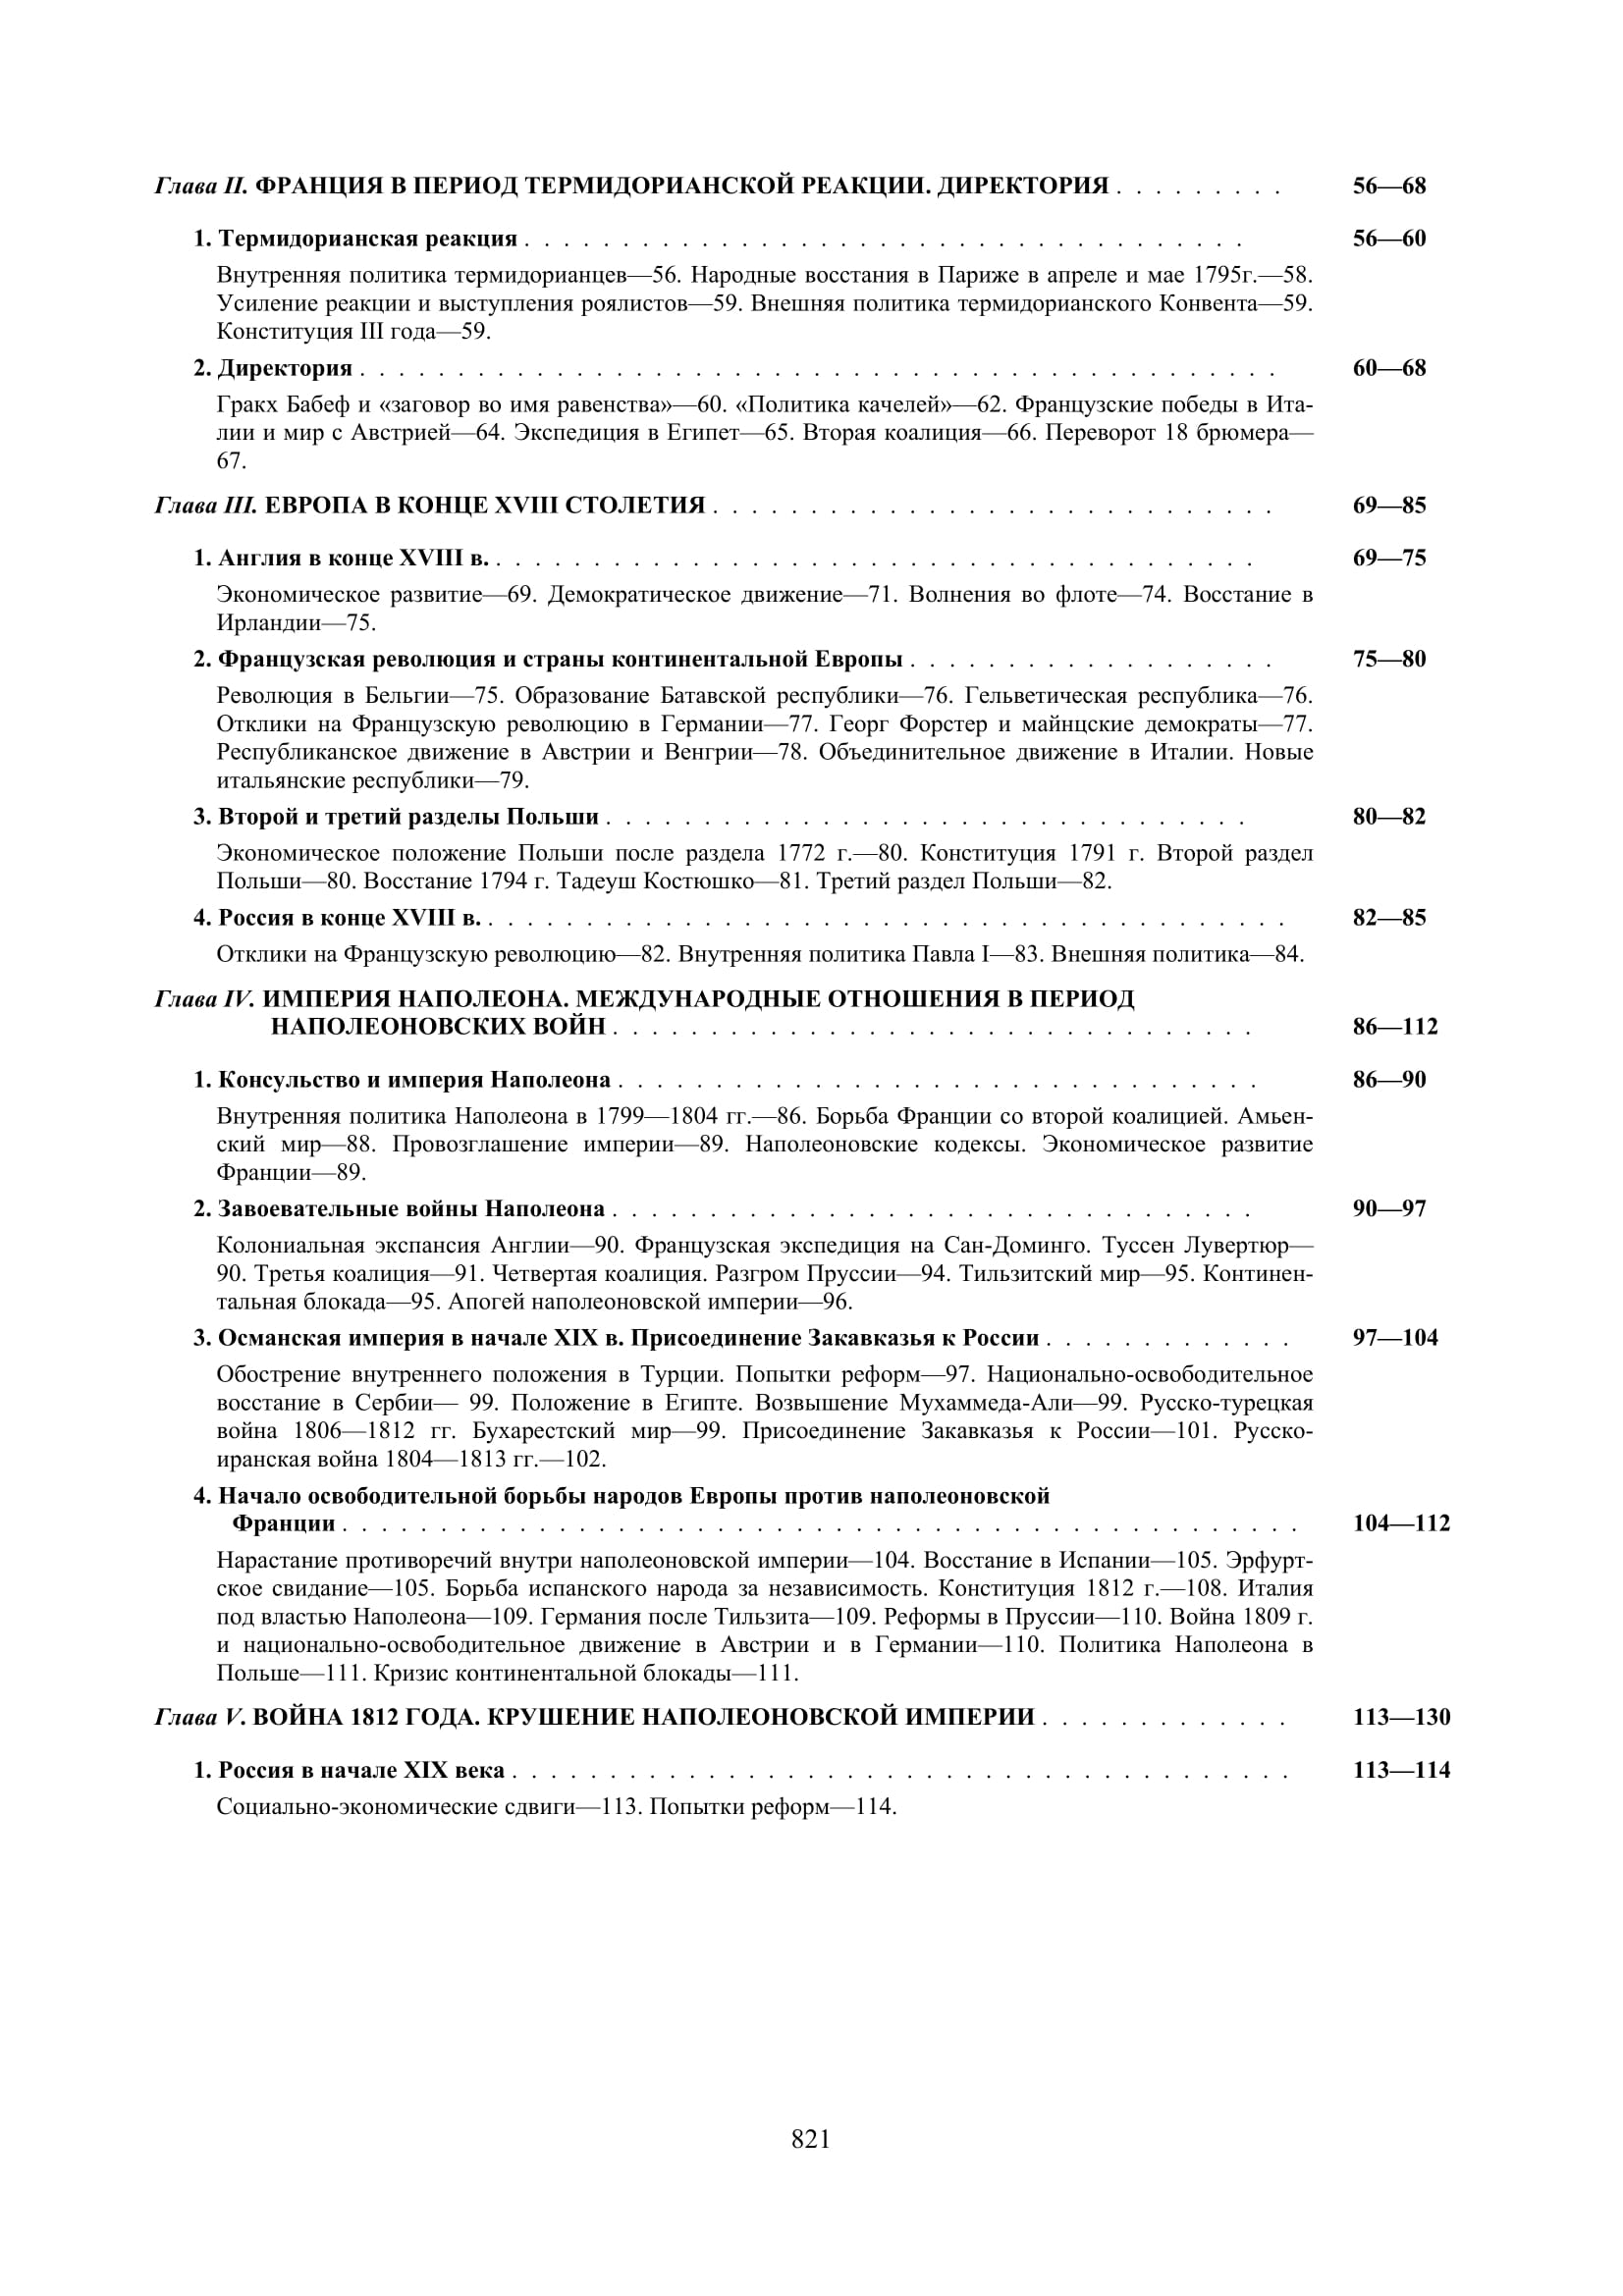 Глава II. ФРАНЦИЯ В ПЕРИОД ТЕРМИДОРИАНСКОЙ РЕАКЦИИ. ДИРЕКТОРИЯ . . . . . . . . . 56—68
1. Термидорианская реакция . . . . . . . . . . . . . . . . . . . . . . . . . . . . . . . . . . . . . 56—60
Внутренняя политика термидорианцев—56. Народные восстания в Париже в апреле и мае 1795г.—58.
Усиление реакции и выступления роялистов—59. Внешняя политика термидорианского Конвента—59.
Конституция III года—59.
2. Директория . . . . . . . . . . . . . . . . . . . . . . . . . . . . . . . . . . . . . . . . . . . . . . . 60—68
Гракх Бабеф и «заговор во имя равенства»—60. «Политика качелей»—62. Французские победы в Ита-
лии и мир с Австрией—64. Экспедиция в Египет—65. Вторая коалиция—66. Переворот 18 брюмера—
67.
Глава III. ЕВРОПА В КОНЦЕ XVIII СТОЛЕТИЯ . . . . . . . . . . . . . . . . . . . . . . . . . . . . . 69—85
1. Англия в конце XVIII в. . . . . . . . . . . . . . . . . . . . . . . . . . . . . . . . . . . . . . . . 69—75
Экономическое развитие—69. Демократическое движение—71. Волнения во флоте—74. Восстание в
Ирландии—75.
2. Французская революция и страны континентальной Европы . . . . . . . . . . . . . . . . . . . 75—80
Революция в Бельгии—75. Образование Батавской республики—76. Гельветическая республика—76.
Отклики на Французскую революцию в Германии—77. Георг Форстер и майнцские демократы—77.
Республиканское движение в Австрии и Венгрии—78. Объединительное движение в Италии. Новые
итальянские республики—79.
3. Второй и третий разделы Польши . . . . . . . . . . . . . . . . . . . . . . . . . . . . . . . . . 80—82
Экономическое положение Польши после раздела 1772 г.—80. Конституция 1791 г. Второй раздел
Польши—80. Восстание 1794 г. Тадеуш Костюшко—81. Третий раздел Польши—82.
4. Россия в конце XVIII в. . . . . . . . . . . . . . . . . . . . . . . . . . . . . . . . . . . . . . . . . . 82—85
Отклики на Французскую революцию—82. Внутренняя политика Павла I—83. Внешняя политика—84.
Глава IV. ИМПЕРИЯ НАПОЛЕОНА. МЕЖДУНАРОДНЫЕ ОТНОШЕНИЯ В ПЕРИОД
НАПОЛЕОНОВСКИХ ВОЙН . . . . . . . . . . . . . . . . . . . . . . . . . . . . . . . . . 86—112
1. Консульство и империя Наполеона . . . . . . . . . . . . . . . . . . . . . . . . . . . . . . . . . 86—90
Внутренняя политика Наполеона в 1799—1804 гг.—86. Борьба Франции со второй коалицией. Амьен-
ский мир—88. Провозглашение империи—89. Наполеоновские кодексы. Экономическое развитие
Франции—89.
2. Завоевательные войны Наполеона . . . . . . . . . . . . . . . . . . . . . . . . . . . . . . . . . 90—97
Колониальная экспансия Англии—90. Французская экспедиция на Сан-Доминго. Туссен Лувертюр—
90. Третья коалиция—91. Четвертая коалиция. Разгром Пруссии—94. Тильзитский мир—95. Континен-
тальная блокада—95. Апогей наполеоновской империи—96.
3. Османская империя в начале XIX в. Присоединение Закавказья к России . . . . . . . . . . . . . 97—104
Обострение внутреннего положения в Турции. Попытки реформ—97. Национально-освободительное
восстание в Сербии— 99. Положение в Египте. Возвышение Мухаммеда-Али—99. Русско-турецкая
война 1806—1812 гг. Бухарестский мир—99. Присоединение Закавказья к России—101. Русско-
иранская война 1804—1813 гг.—102.
4. Начало освободительной борьбы народов Европы против наполеоновской
Франции . . . . . . . . . . . . . . . . . . . . . . . . . . . . . . . . . . . . . . . . . . . . . . . . . 104—112
Нарастание противоречий внутри наполеоновской империи—104. Восстание в Испании—105. Эрфурт-
ское свидание—105. Борьба испанского народа за независимость. Конституция 1812 г.—108. Италия
под властью Наполеона—109. Германия после Тильзита—109. Реформы в Пруссии—110. Война 1809 г.
и национально-освободительное движение в Австрии и в Германии—110. Политика Наполеона в
Польше—111. Кризис континентальной блокады—111.
Глава V. ВОЙНА 1812 ГОДА. КРУШЕНИЕ НАПОЛЕОНОВСКОЙ ИМПЕРИИ . . . . . . . . . . . . . 113—130
1. Россия в начале XIX века . . . . . . . . . . . . . . . . . . . . . . . . . . . . . . . . . . . . . . . . 113—114
Социально-экономические сдвиги—113. Попытки реформ—114.
821